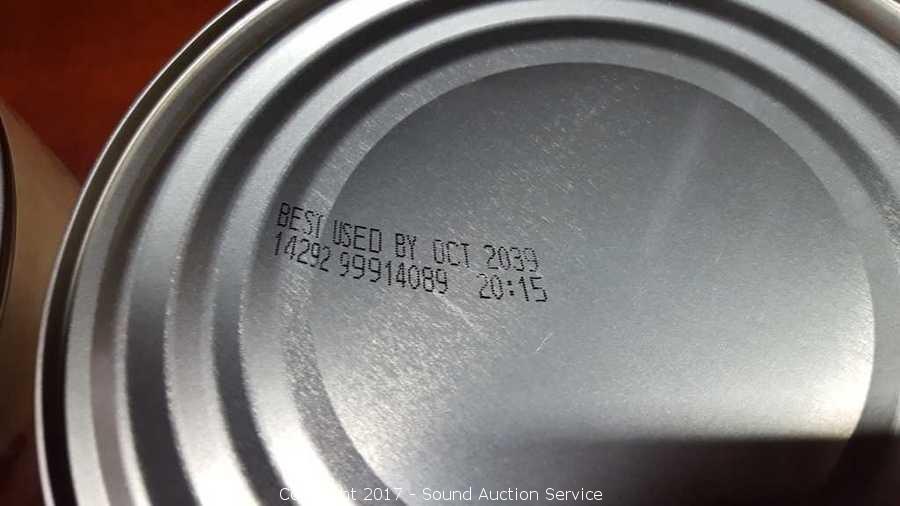 BEST USED BY OCT 2039
14292 99914089 20:15
Copyright 2017 - Sound Auction Service